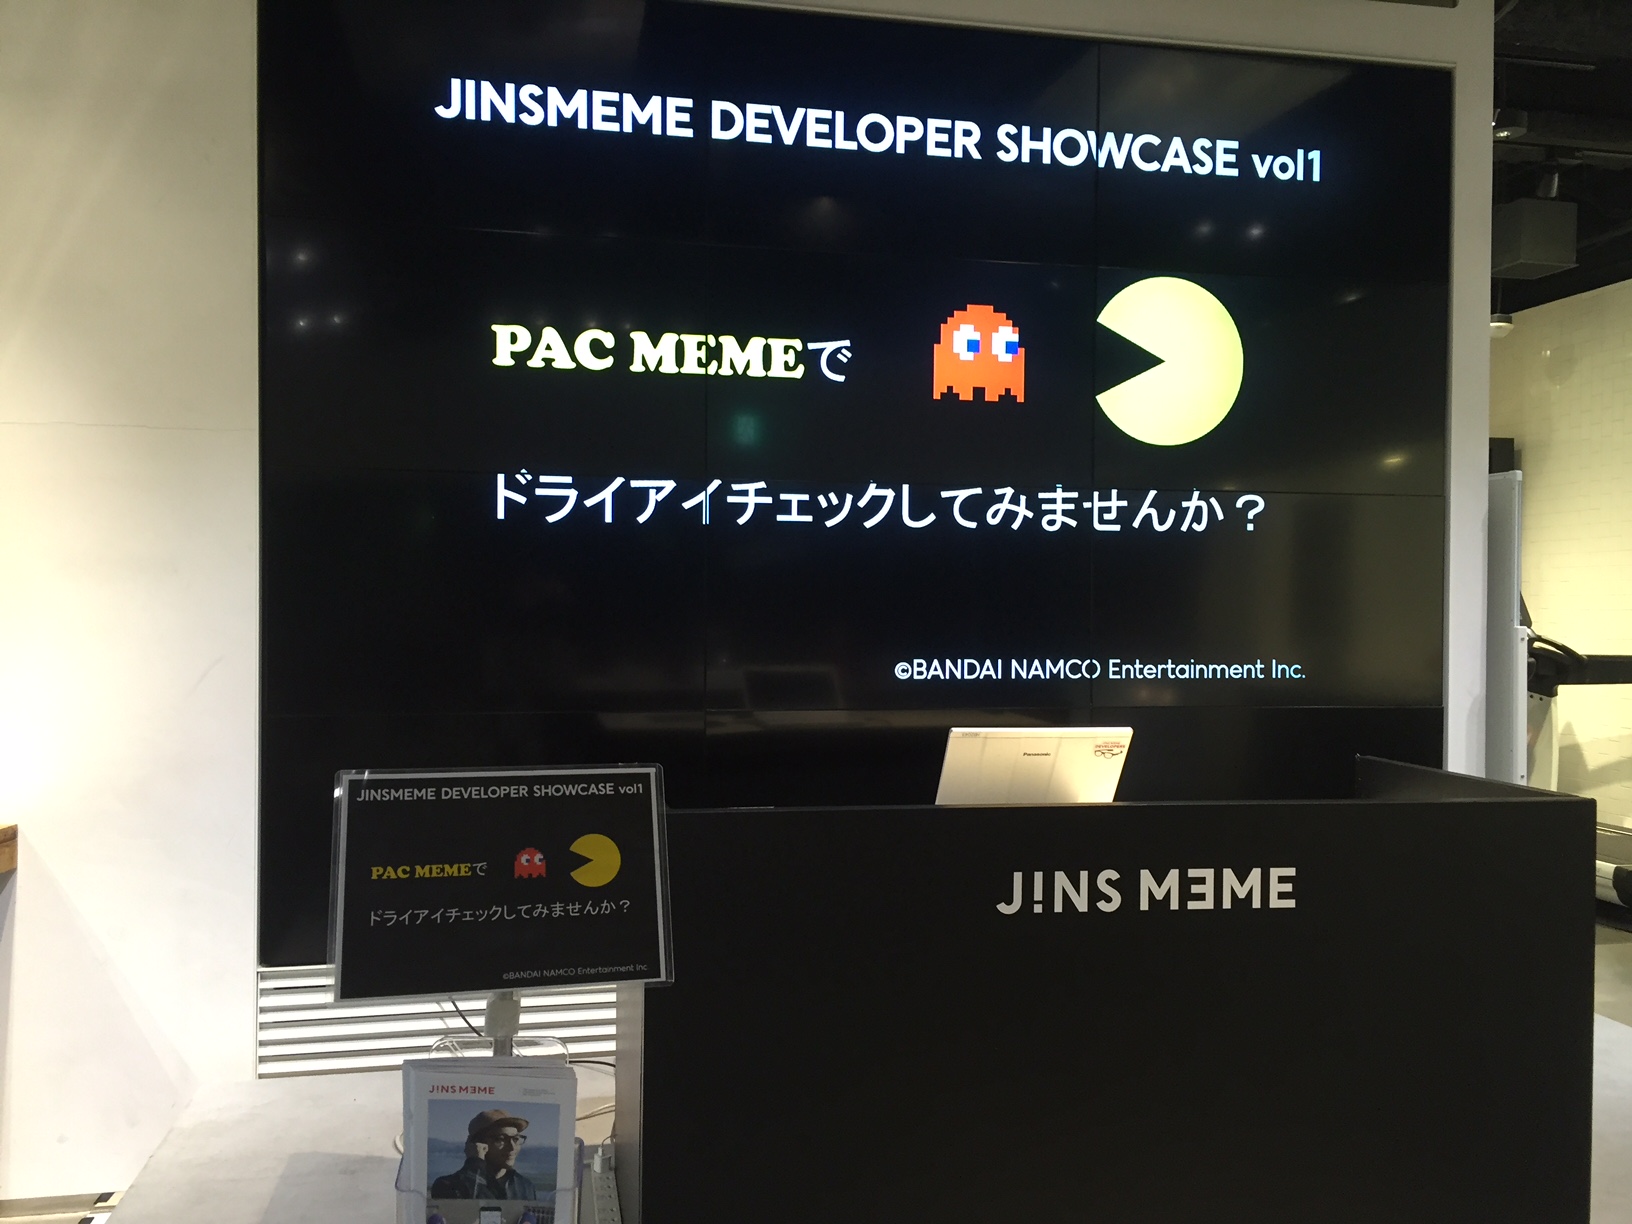 JINSMEME DEVELOPER SHOWCASE vol1
PAC MEMEで
ドライアイチェックしてみませんか？
©BANDAI NAMCO Entertainment Inc.
Panasonic
DEVELOPERS
JINSMEME DEVELOPER SHOWCASE vol1
PAC MEMEで
ドライアイチェックしてみませんか？
©BANDAI NAMCO Entertainment Inc.
J!NS MEME
J!NS MEME